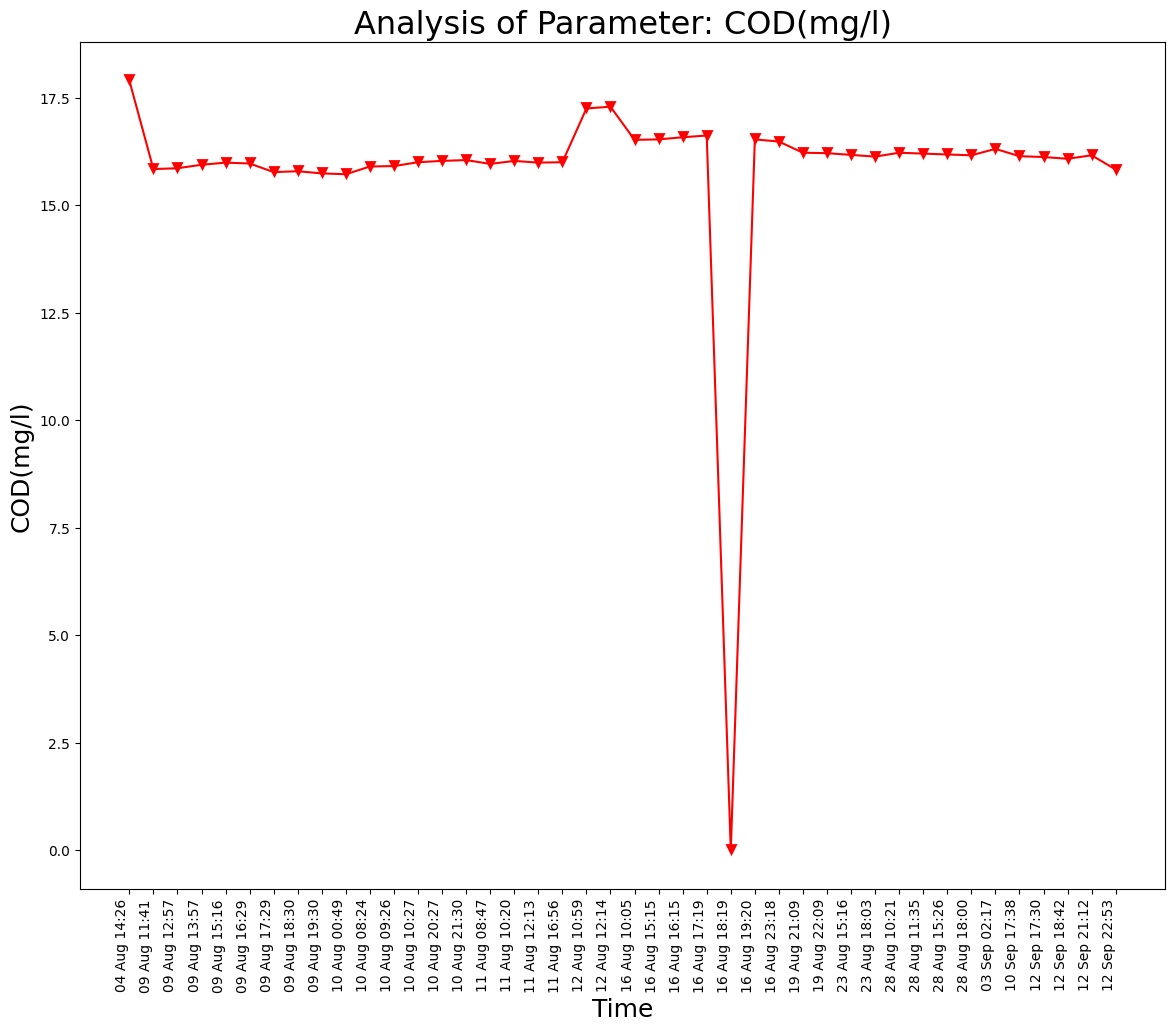 Analysis of Parameter: COD(mg/l)
COD(mg/l)
17.5
15.0
12.5
10.0
7.5
5.0
2.5
0.0
04 Aug 14:26
09 Aug 11:41
09 Aug 12:57
09 Aug 13:57
09 Aug 15:16
09 Aug 16:29
09 Aug 17:29
09 Aug 18:30
09 Aug 19:30
10 Aug 00:49
10 Aug 08:24
10 Aug 09:26
10 Aug 10:27
10 Aug 20:27
10 Aug 21:30
11 Aug 08:47
11 Aug 10:20
11 Aug 12:13
11 Aug 16:56
12 Aug 10:59
12 Aug 12:14
16 Aug 10:05
16 Aug 15:15
16 Aug 16:15
16 Aug 17:19
16 Aug 18:19
16 Aug 19:20
16 Aug 23:18
19 Aug 21:09
19 Aug 22:09
23 Aug 15:16
23 Aug 18:03
28 Aug 10:21
28 Aug 11:35
28 Aug 15:26
28 Aug 18:00
03 Sep 02:17
10 Sep 17:38
12 Sep 17:30
12 Sep 18:42
12 Sep 21:12
12 Sep 22:53
Time